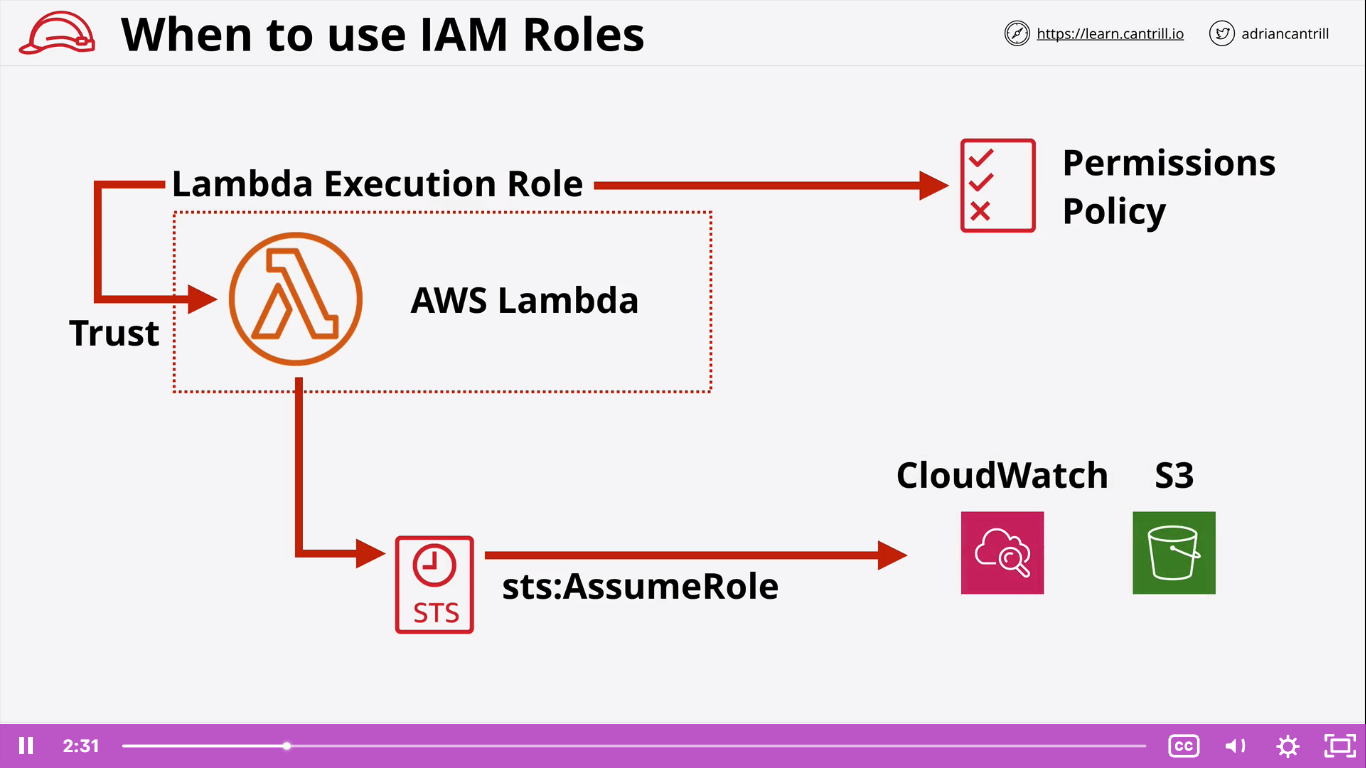 When to use IAM Roles
https://learn.cantrill.io
adriancantrill
Lambda Execution Role
Permissions
Policy
AWS Lambda
Trust
CloudWatch
S3
STS
sts:AssumeRole
2:31
CC